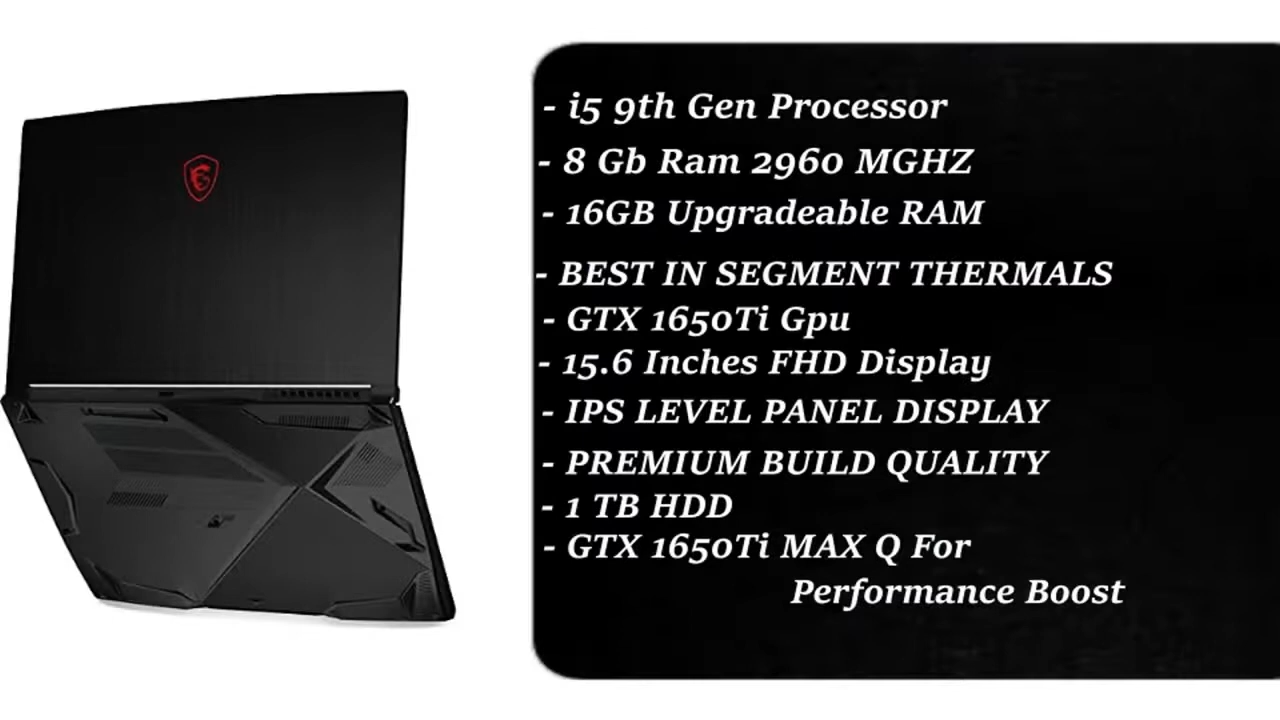 - i5 9th Gen Processor
- 8 Gb Ram 2960 MGHZ
- 16GB Upgradeable RAM
- BEST IN SEGMENT THERMALS
- GTX 1650Ti Gpu
- 15.6 Inches FHD Display
- IPS LEVEL PANEL DISPLAY
- PREMIUM BUILD QUALITY
- 1 TB HDD
- GTX 1650Ti MAX Q For
Performance Boost